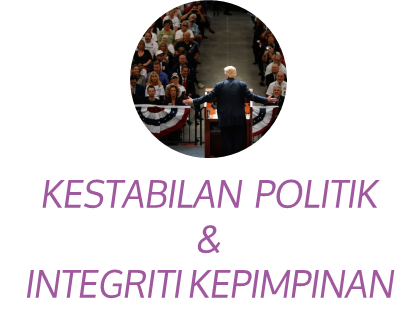 KESTABILAN POLITIK
&
INTEGRITI KEPIMPINAN